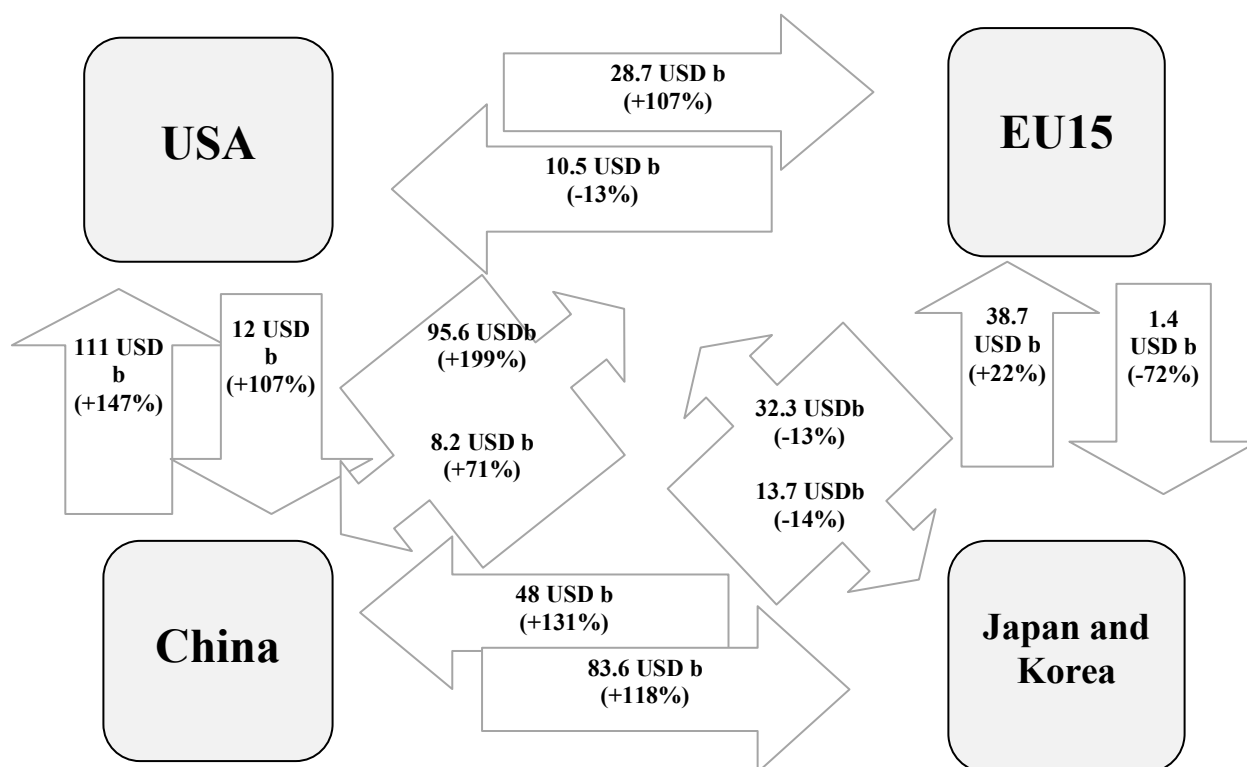 USA
28.7 USD b
(+107%)
EU15
10.5 USD b
(-13%)
111 USD
b
(+147%)
12 USD
b
(+107%)
95.6 USDb
(+199%)
8.2 USD b
(+71%)
32.3 USDb
(-13%)
13.7 USDb
(-14%)
38.7
USD b
(+22%)
1.4
USD b
(-72%)
China
48 USD b
(+131%)
83.6 USD b
(+118%)
Japan and
Korea